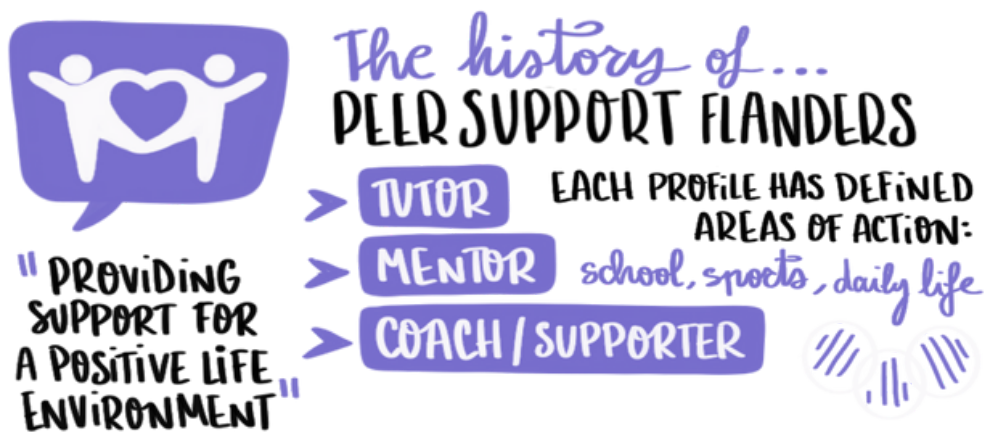 The history of...
PEER SUPPORT FLANDERS
TUTOR
MENTOR
COACH / SUPPORTER
EACH PROFILE HAS DEFINED
AREAS OF ACTION:
school, sports, daily life
"PROVIDING
SUPPORT FOR
A POSITIVE LIFE
ENVIRONMENT"